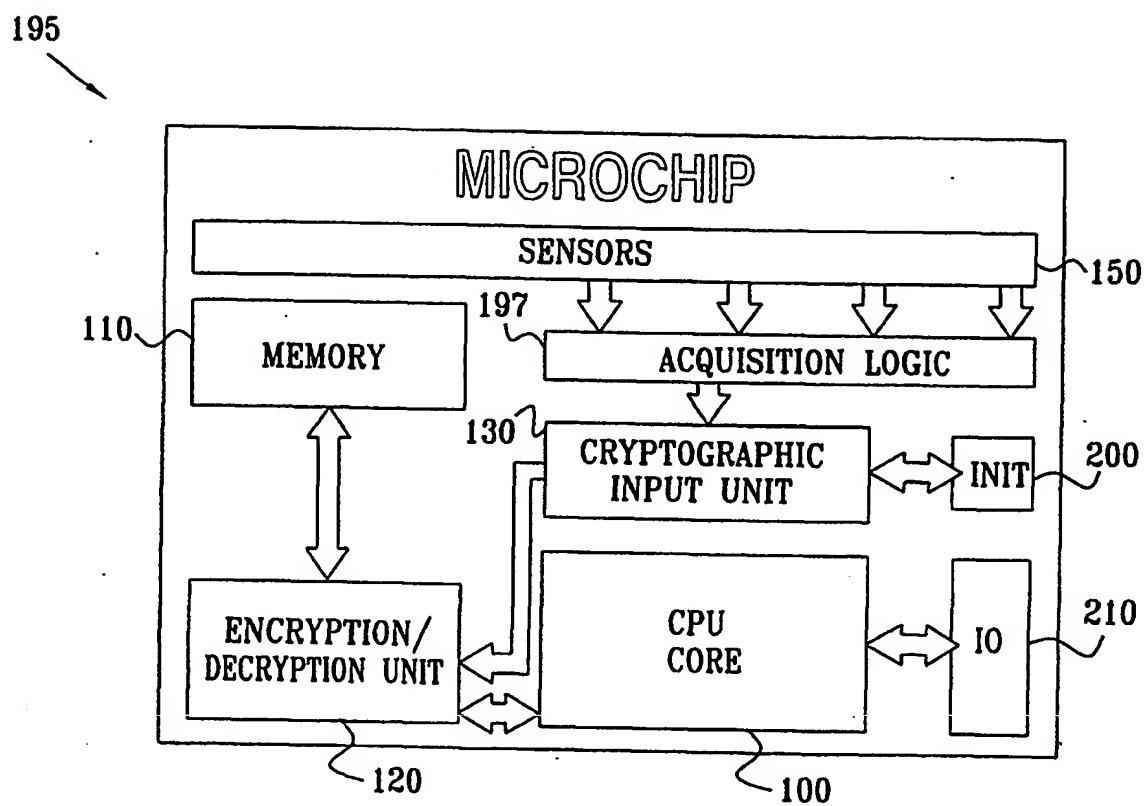 195
MICROCHIP
SENSORS
150
197
110
MEMORY
ACQUISITION LOGIC
130
CRYPTOGRAPHIC
INPUT UNIT
200
INIT
ENCRYPTION/
DECRYPTION UNIT
CPU
CORE
IO
210
120
100